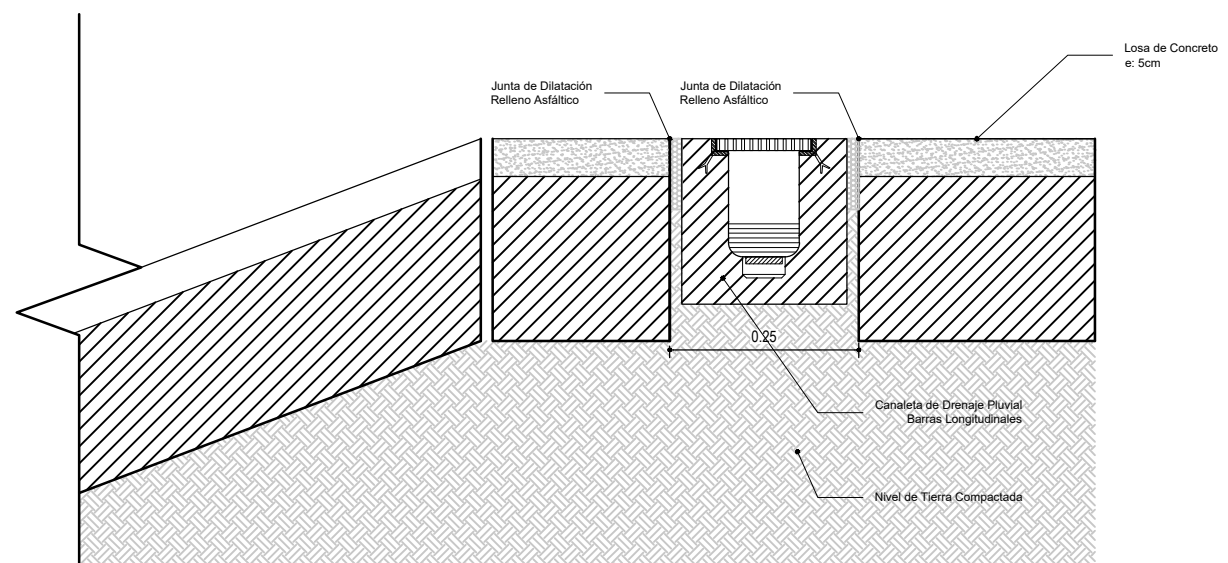 Losa de Concreto
e: 5cm
Junta de Dilatación
Relleno Asfáltico
Junta de Dilatación
Relleno Asfáltico
0.25
Canaleta de Drenaje Pluvial
Barras Longitudinales
Nivel de Tierra Compactada